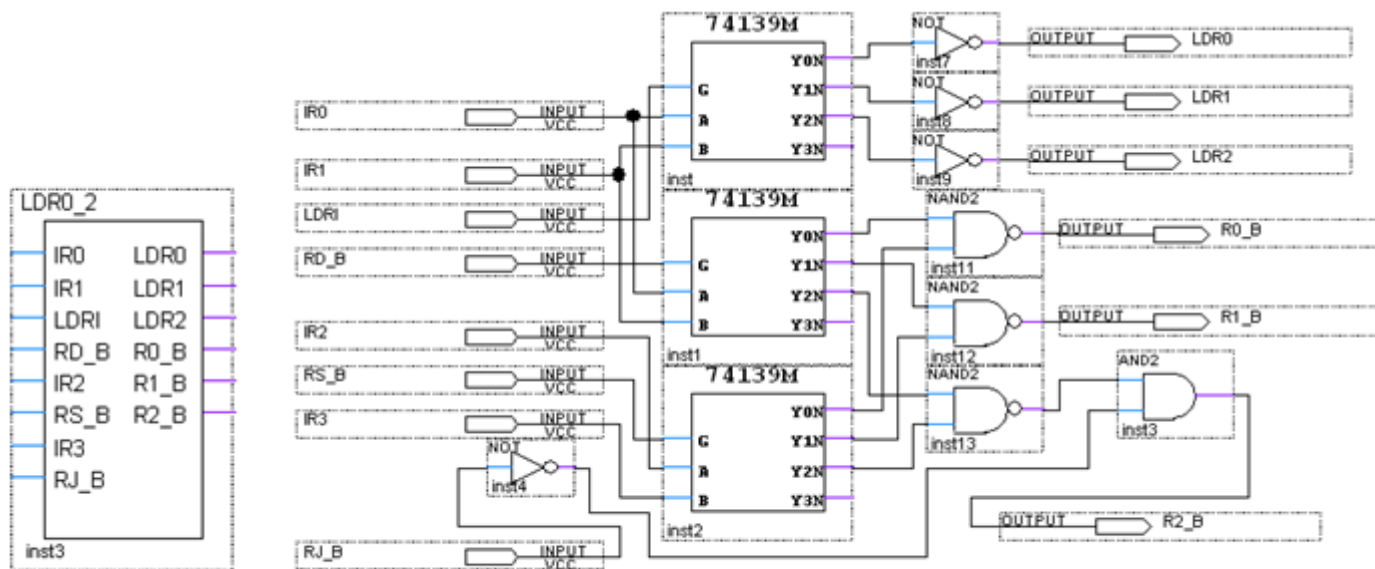 LDR0_2
IR0 LDR0
IR1 LDR1
LDRI LDR2
RD_B R0_B
IR2 R1_B
RS_B R2_B
IR3
RJ_B
inst3
IR0 INPUT
VCC
IR1 INPUT
VCC
LDRI INPUT
VCC
RD_B INPUT
VCC
IR2 INPUT
VCC
RS_B INPUT
VCC
IR3 INPUT
VCC
NOT
inst4
RJ_B INPUT
VCC
74139M
Y0N
G Y1N
A Y2N
B Y3N
inst
74139M
Y0N
G Y1N
A Y2N
B Y3N
inst1
74139M
Y0N
G Y1N
A Y2N
B Y3N
inst2
NOT
inst7
OUTPUT LDR0
NOT
inst8
OUTPUT LDR1
NOT
inst9
OUTPUT LDR2
NAND2
inst11
OUTPUT R0_B
NAND2
inst12
OUTPUT R1_B
NAND2
inst13
AND2
inst3
OUTPUT R2_B